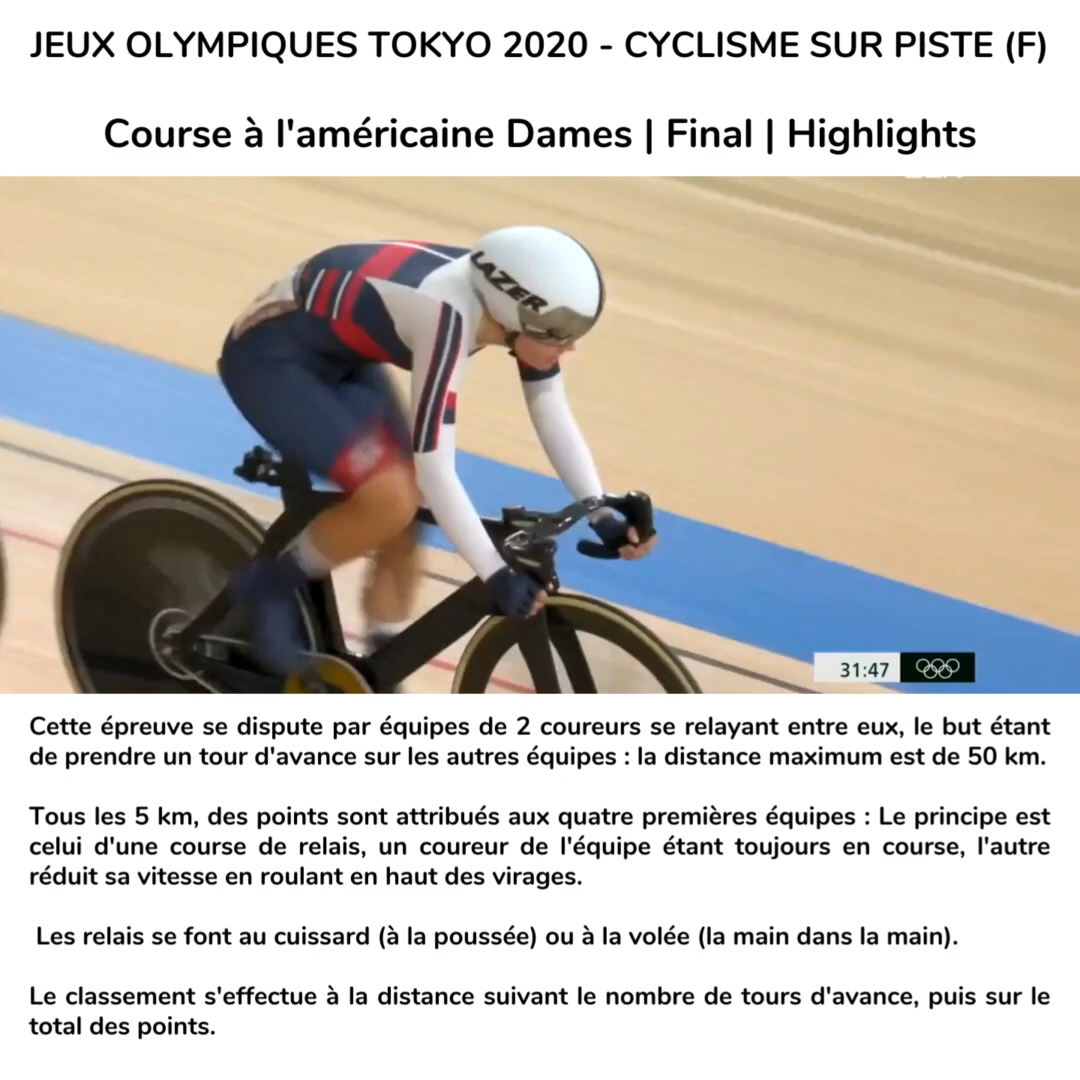 JEUX OLYMPIQUES TOKYO 2020 - CYCLISME SUR PISTE (F)
Course à l'américaine Dames | Final | Highlights
LAZER
31:47
Cette épreuve se dispute par équipes de 2 coureurs se relayant entre eux, le but étant
de prendre un tour d'avance sur les autres équipes : la distance maximum est de 50 km.
Tous les 5 km, des points sont attribués aux quatre premières équipes : Le principe est
celui d'une course de relais, un coureur de l'équipe étant toujours en course, l'autre
réduit sa vitesse en roulant en haut des virages.
Les relais se font au cuissard (à la poussée) ou à la volée (la main dans la main).
Le classement s'effectue à la distance suivant le nombre de tours d'avance, puis sur le
total des points.